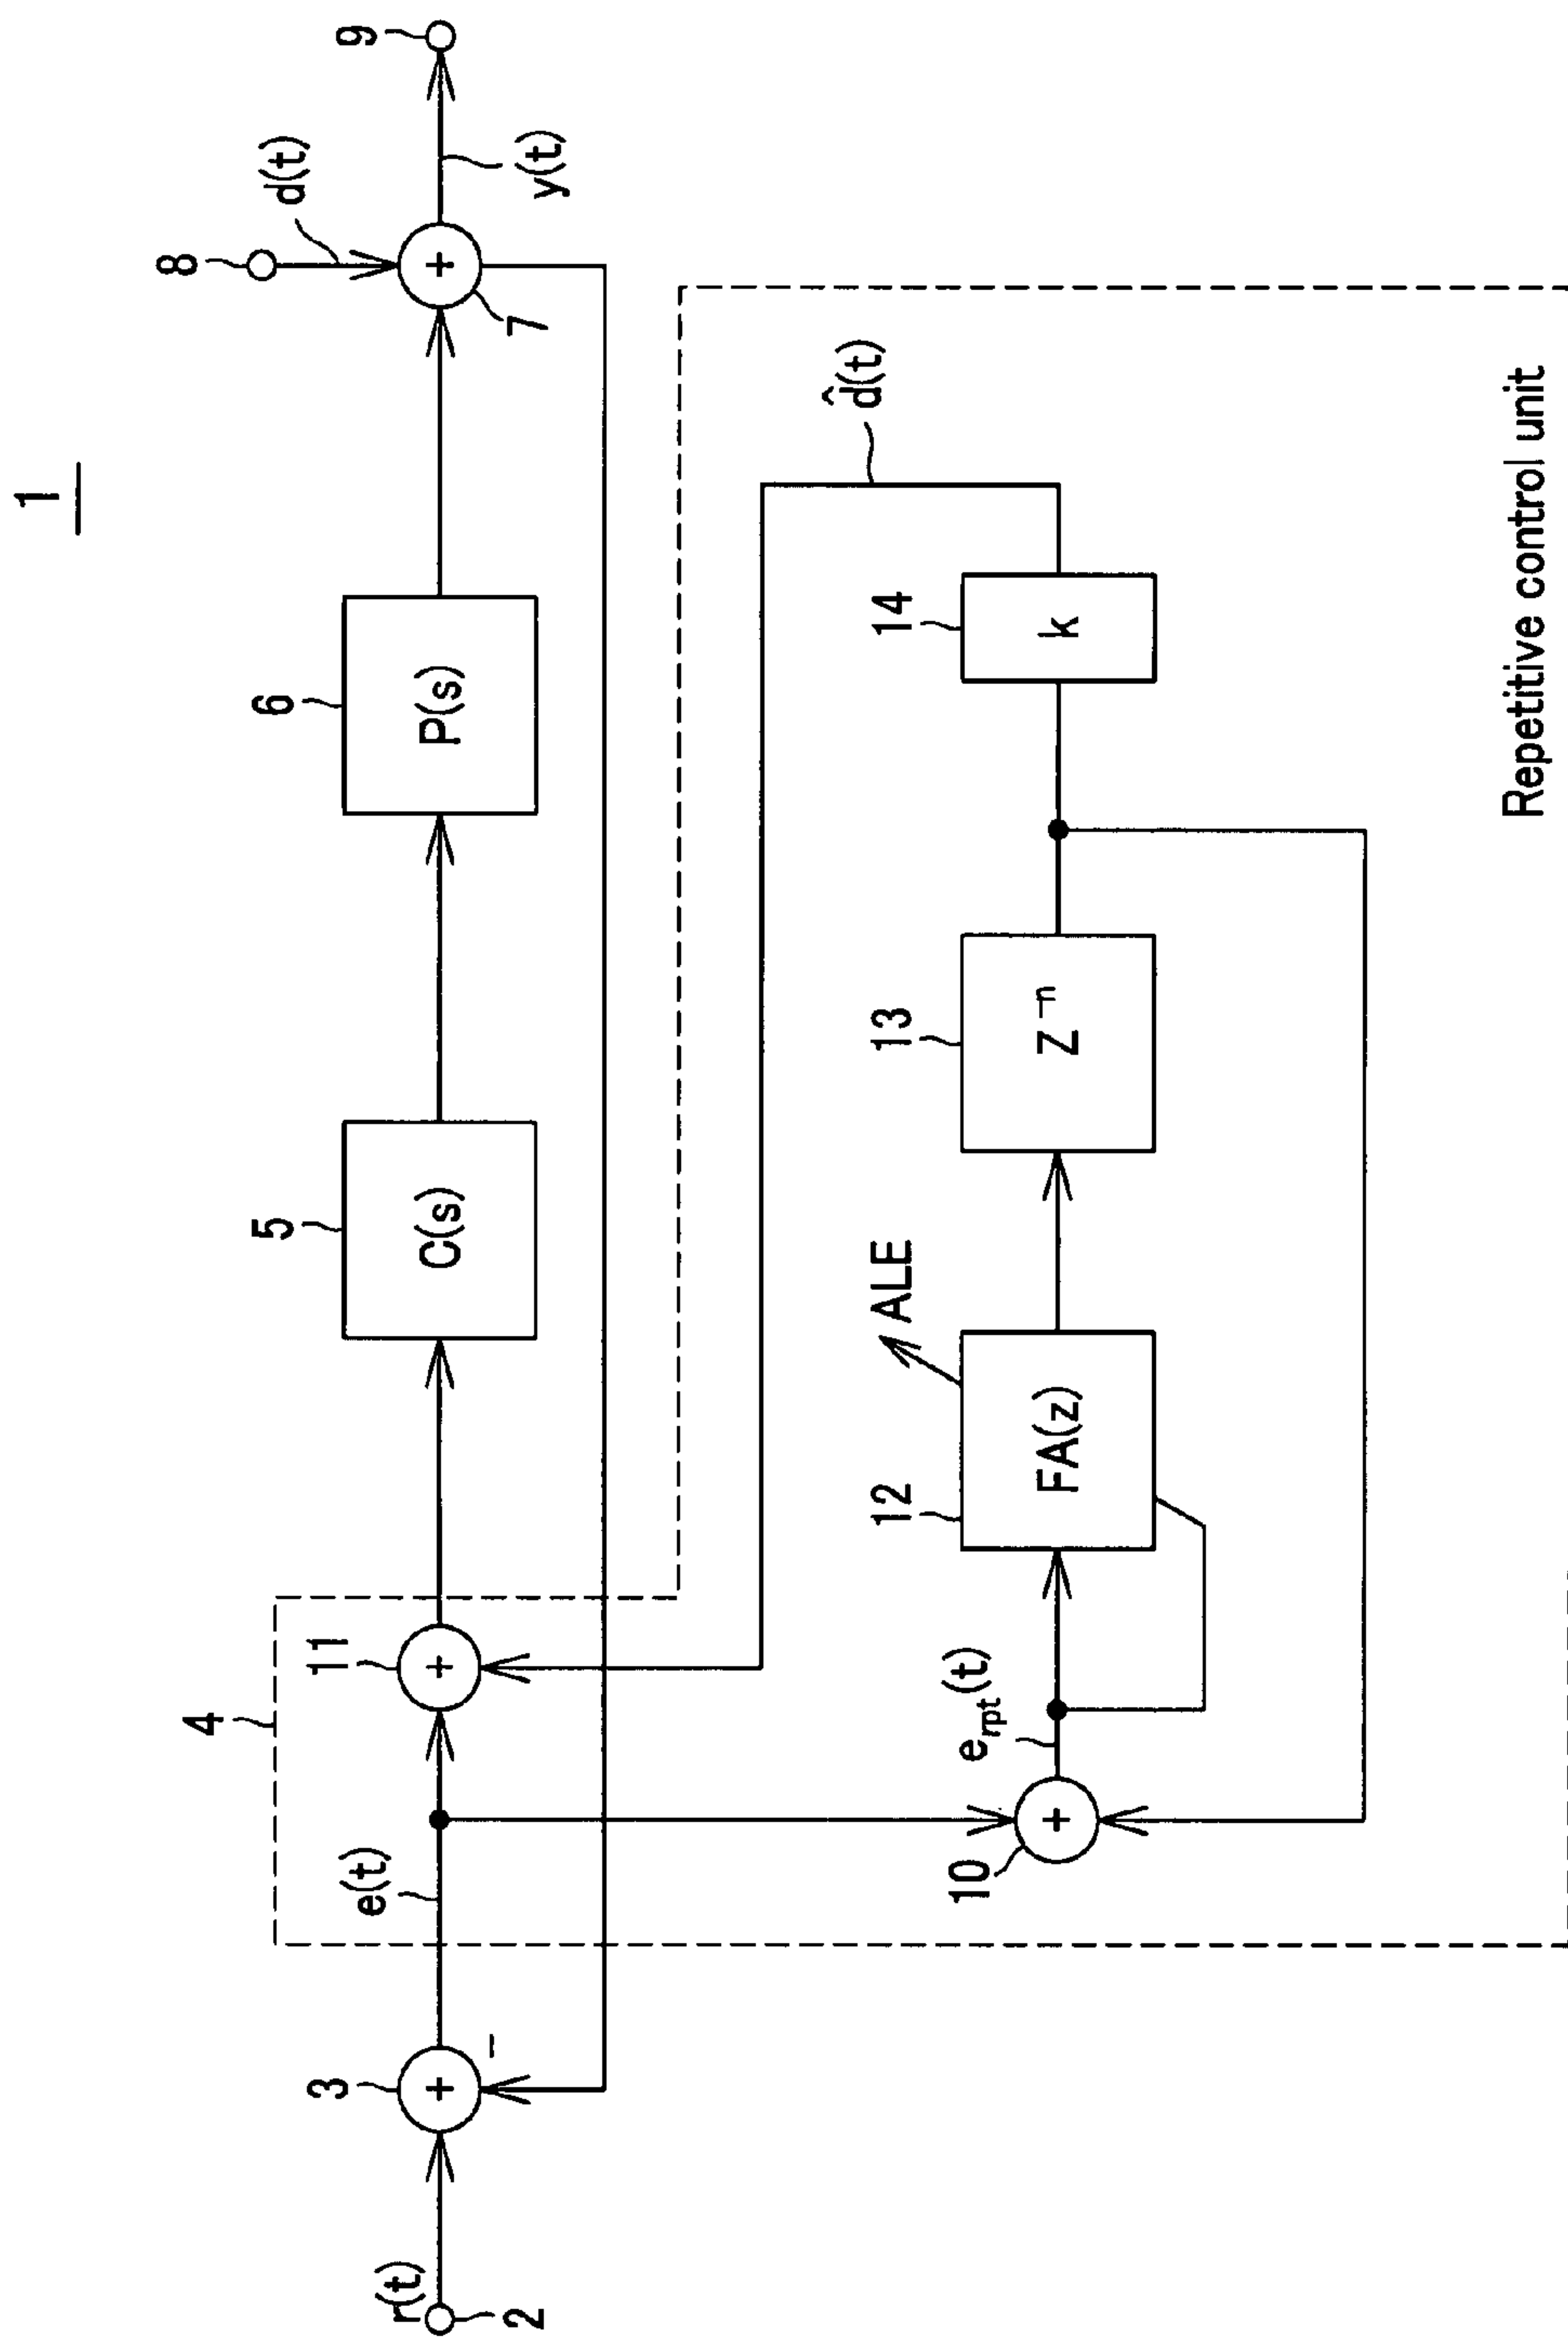 1
8
9
d(t)
4
11
5
6
e(t)
C(s)
P(s)
7
y(t)
r(t)
2
3
+
−
+
+
d̂(t)
ALE
10
e_rpt(t)
12
13
14
+
FA(z)
Z^−n
k
Repetitive control unit